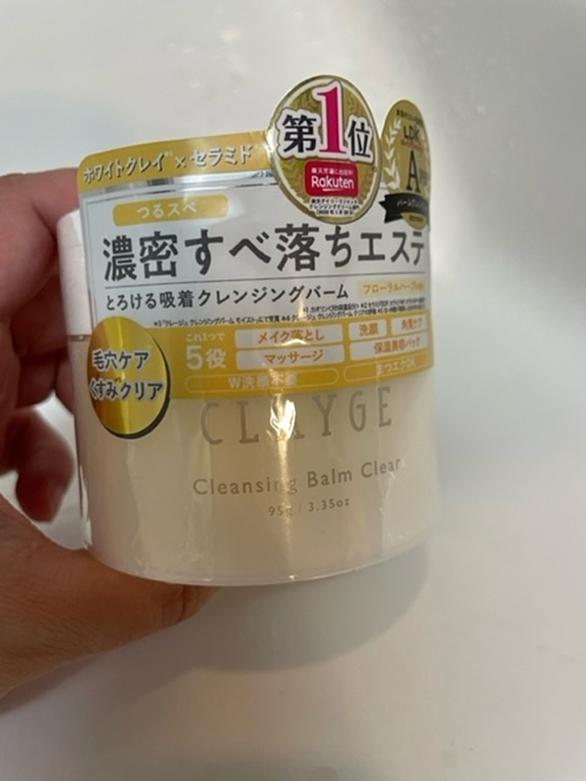 ホワイトクレイ × セラミド
第1位
Rakuten
LDK
A
つるスベ
濃密すべ落ちエステ
とろける吸着クレンジングバーム
フローラルハーブ
毛穴ケア
くすみクリア
これ1つで
5役
メイク落とし
洗顔
角質ケア
マッサージ
保湿美容パック
W洗顔不要
まつエクOK
CLAYGE
Cleansing Balm Clear
95g / 3.35oz